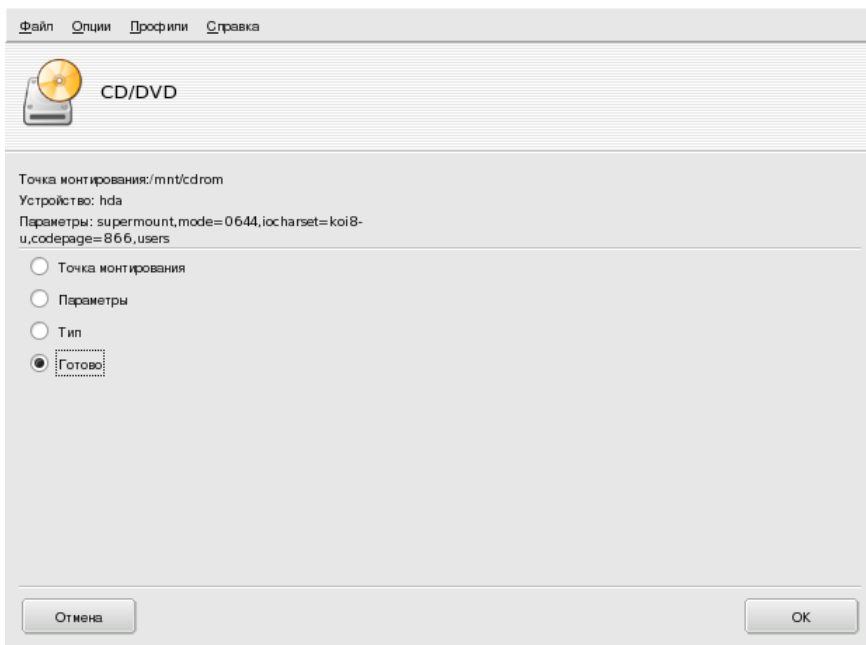 Файл Опции Профили Справка
CD/DVD
Точка монтирования:/mnt/cdrom
Устройство: hda
Параметры: supermount,mode=0644,iocharset=koi8-
u,codepage=866,users
Точка монтирования
Параметры
Тип
Готово
Отмена OK